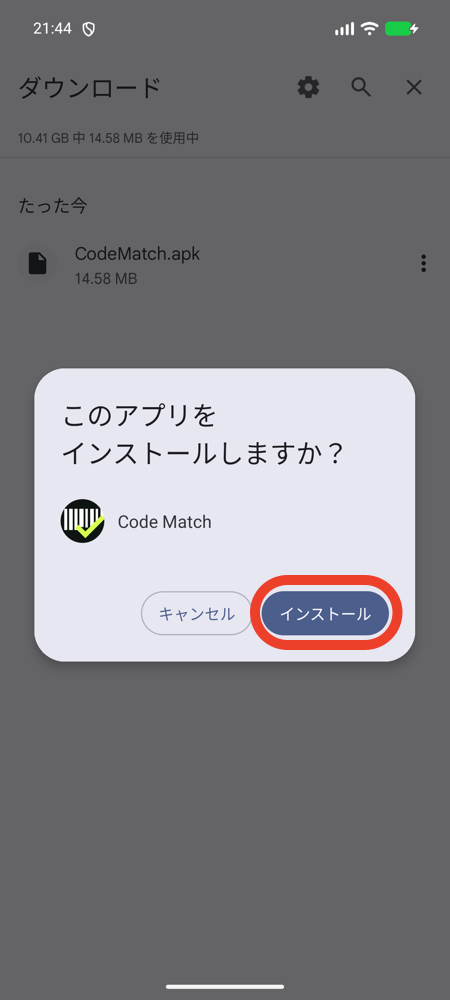 21:44
ダウンロード
10.41 GB 中 14.58 MB を使用中
たった今
CodeMatch.apk
14.58 MB
このアプリを
インストールしますか？
Code Match
キャンセル
インストール